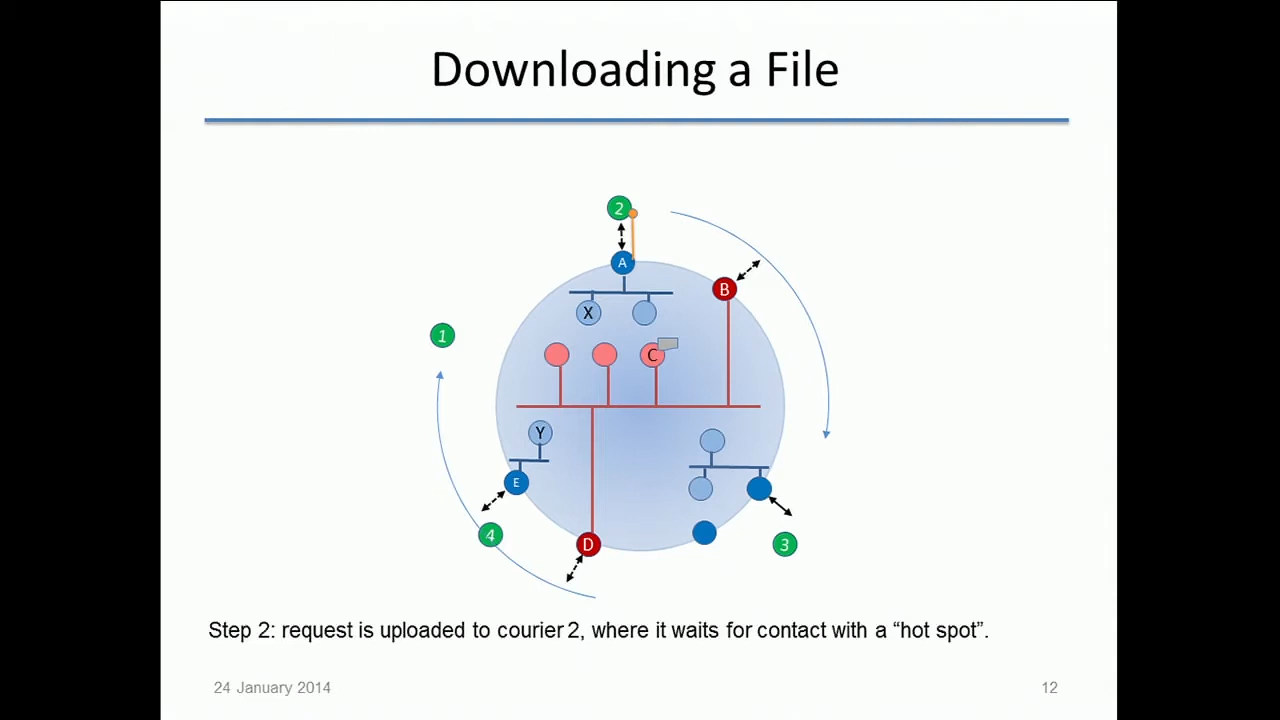 Downloading a File
2
A
B
X
1
C
Y
E
4
D
3
Step 2: request is uploaded to courier 2, where it waits for contact with a “hot spot”.
24 January 2014
12